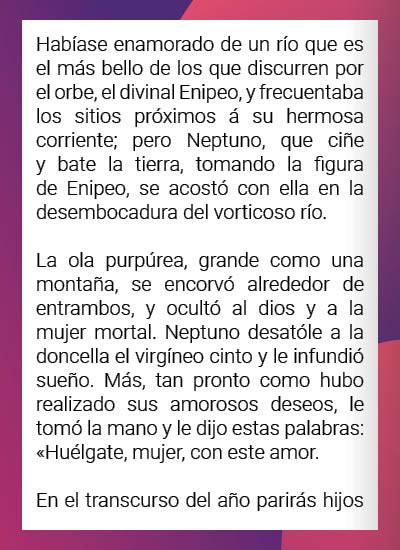 Habíase enamorado de un río que es
el más bello de los que discurren por
el orbe, el divinal Enipeo, y frecuentaba
los sitios próximos á su hermosa
corriente; pero Neptuno, que ciñe
y bate la tierra, tomando la figura
de Enipeo, se acostó con ella en la
desembocadura del vorticoso río.

La ola purpúrea, grande como una
montaña, se encorvó alrededor de
entrambos, y ocultó al dios y a la
mujer mortal. Neptuno desatóle a la
doncella el virgíneo cinto y le infundió
sueño. Más, tan pronto como hubo
realizado sus amorosos deseos, le
tomó la mano y le dijo estas palabras:
«Huélgate, mujer, con este amor.

En el transcurso del año parirás hijos